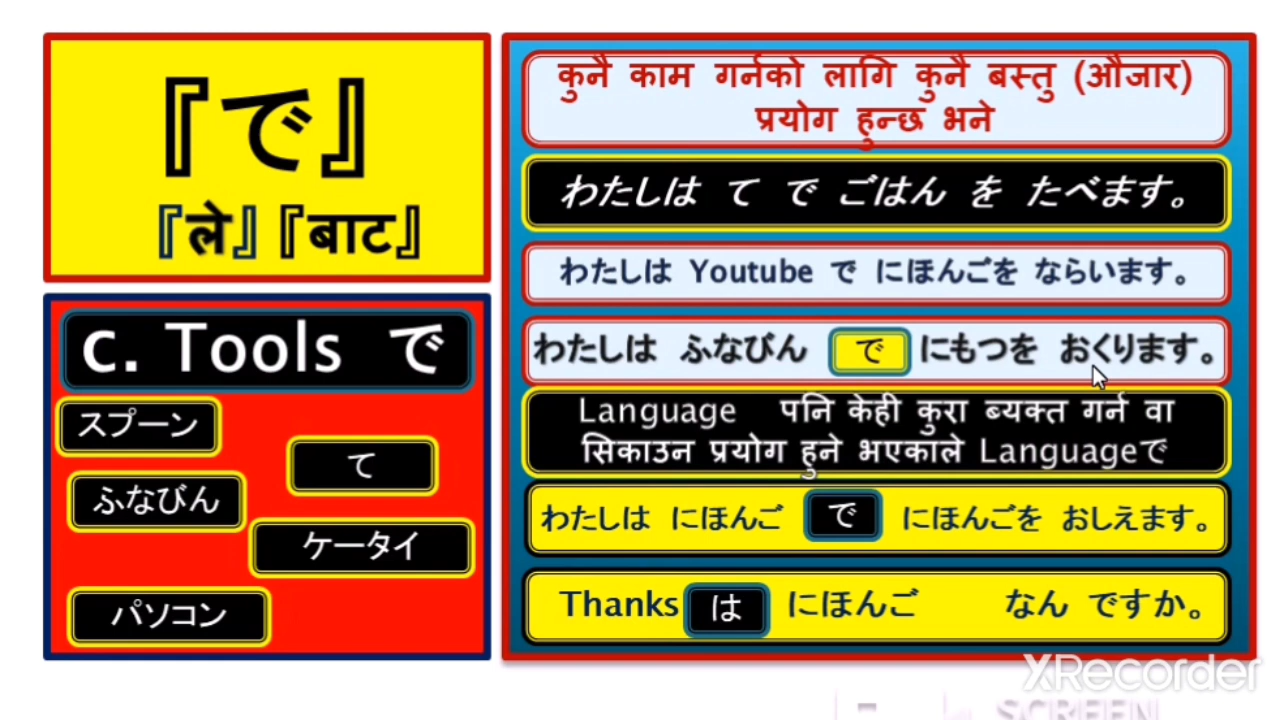 『で』
『ले』『बाट』
c. Tools で
スプーン
て
ふなびん
ケータイ
パソコン
कुनै काम गर्नको लागि कुनै बस्तु (औजार)
प्रयोग हुन्छ भने
わたしは て で ごはん を たべます。
わたしは Youtube で にほんごを ならいます。
わたしは ふなびん で にもつを おくります。
Language पनि केही कुरा ब्यक्त गर्न वा
सिकाउन प्रयोग हुने भएकाले Languageで
わたしは にほんご で にほんごを おしえます。
Thanks は にほんご なん ですか。
XRecorder